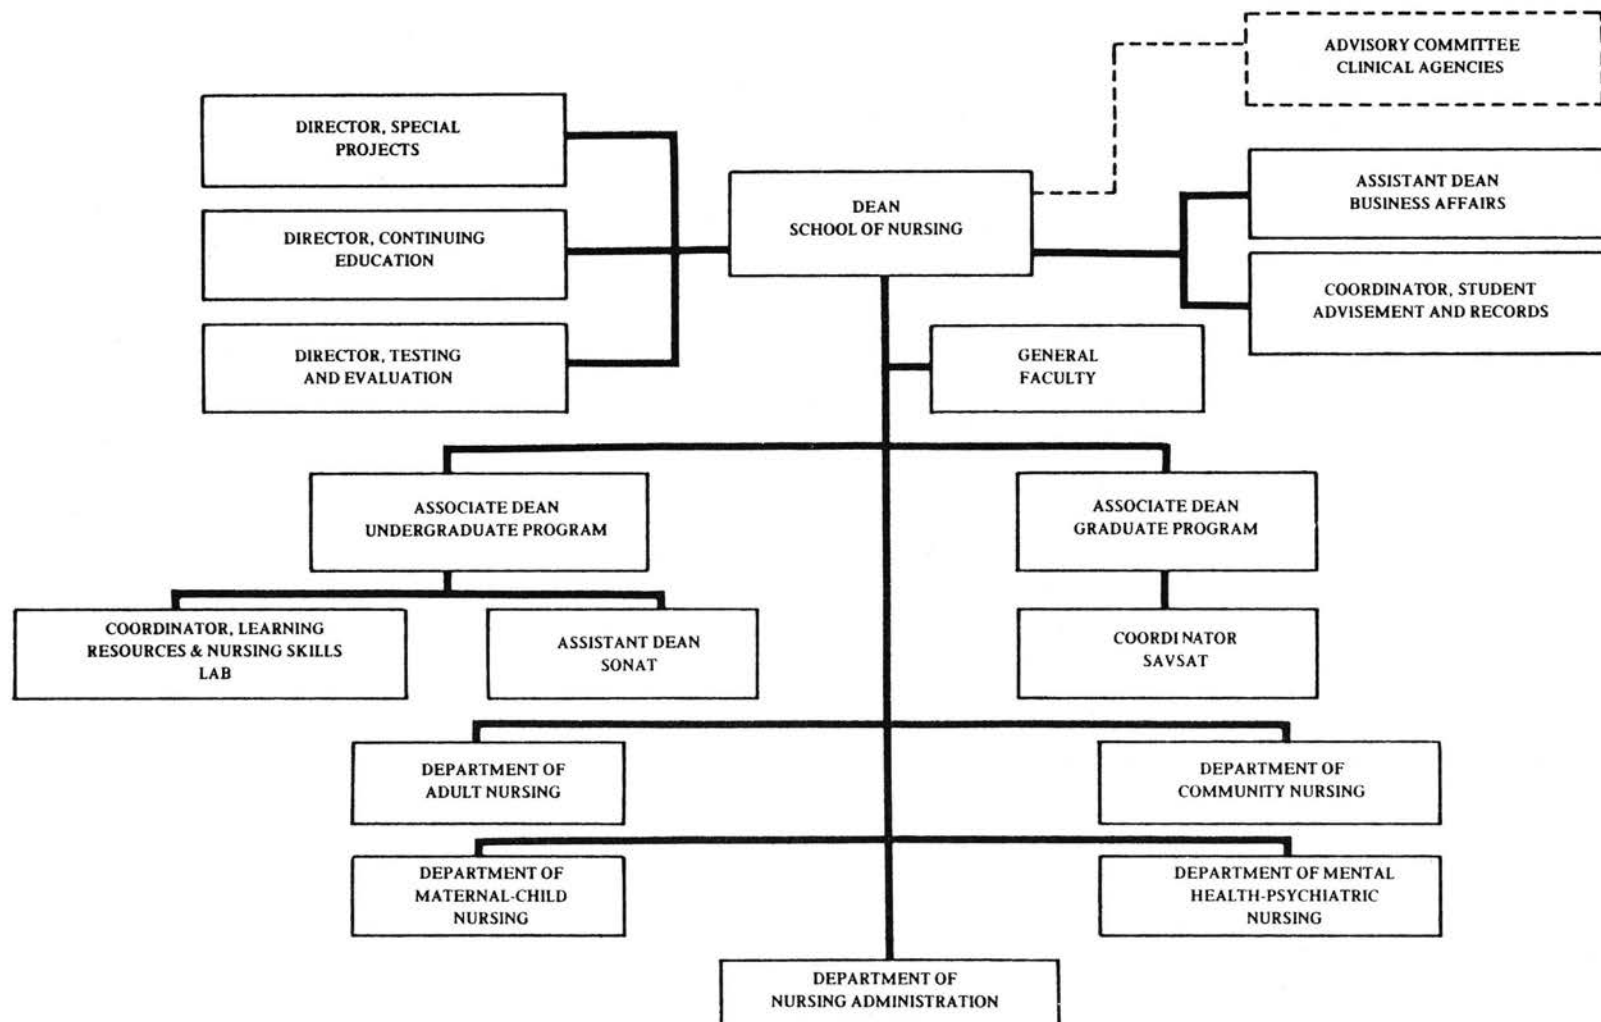 ADVISORY COMMITTEE
CLINICAL AGENCIES
DIRECTOR, SPECIAL
PROJECTS
DEAN
SCHOOL OF NURSING
ASSISTANT DEAN
BUSINESS AFFAIRS
DIRECTOR, CONTINUING
EDUCATION
COORDINATOR, STUDENT
ADVISEMENT AND RECORDS
DIRECTOR, TESTING
AND EVALUATION
GENERAL
FACULTY
ASSOCIATE DEAN
UNDERGRADUATE PROGRAM
ASSOCIATE DEAN
GRADUATE PROGRAM
COORDINATOR, LEARNING
RESOURCES & NURSING SKILLS
LAB
ASSISTANT DEAN
SONAT
COORDINATOR
SAVSAT
DEPARTMENT OF
ADULT NURSING
DEPARTMENT OF
COMMUNITY NURSING
DEPARTMENT OF
MATERNAL-CHILD
NURSING
DEPARTMENT OF MENTAL
HEALTH-PSYCHIATRIC
NURSING
DEPARTMENT OF
NURSING ADMINISTRATION